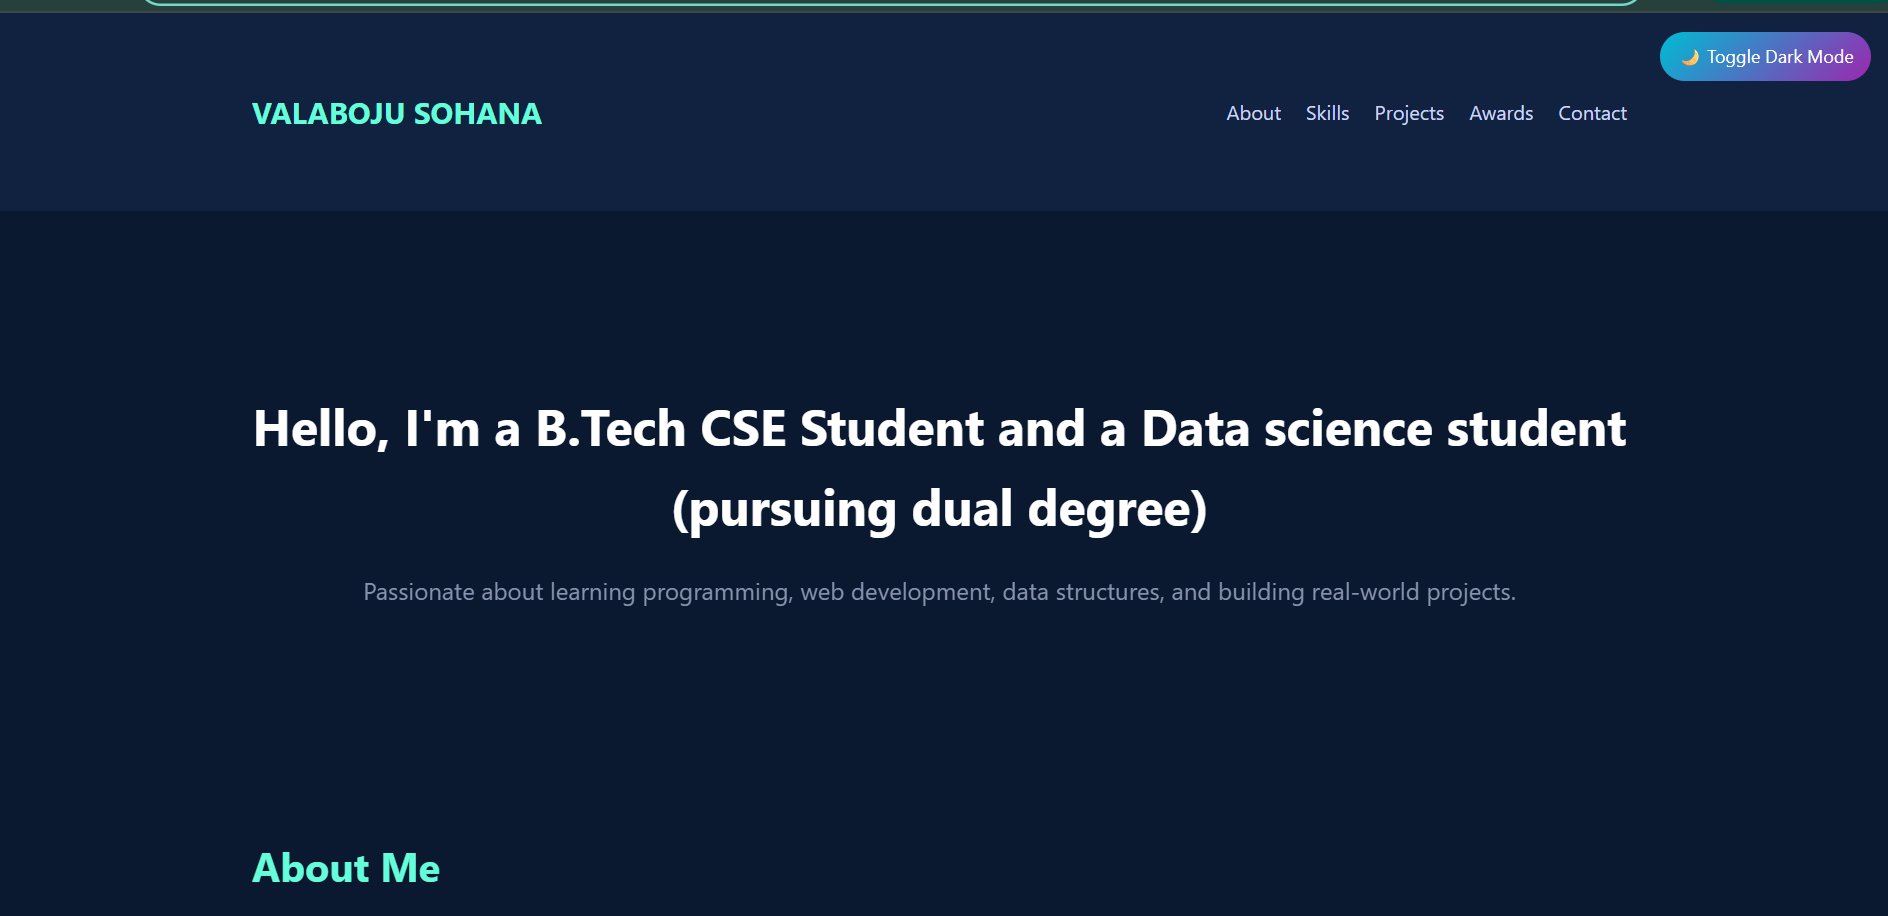 🌙 Toggle Dark Mode
VALABOJU SOHANA
About Skills Projects Awards Contact
Hello, I'm a B.Tech CSE Student and a Data science student
(pursuing dual degree)
Passionate about learning programming, web development, data structures, and building real-world projects.
About Me